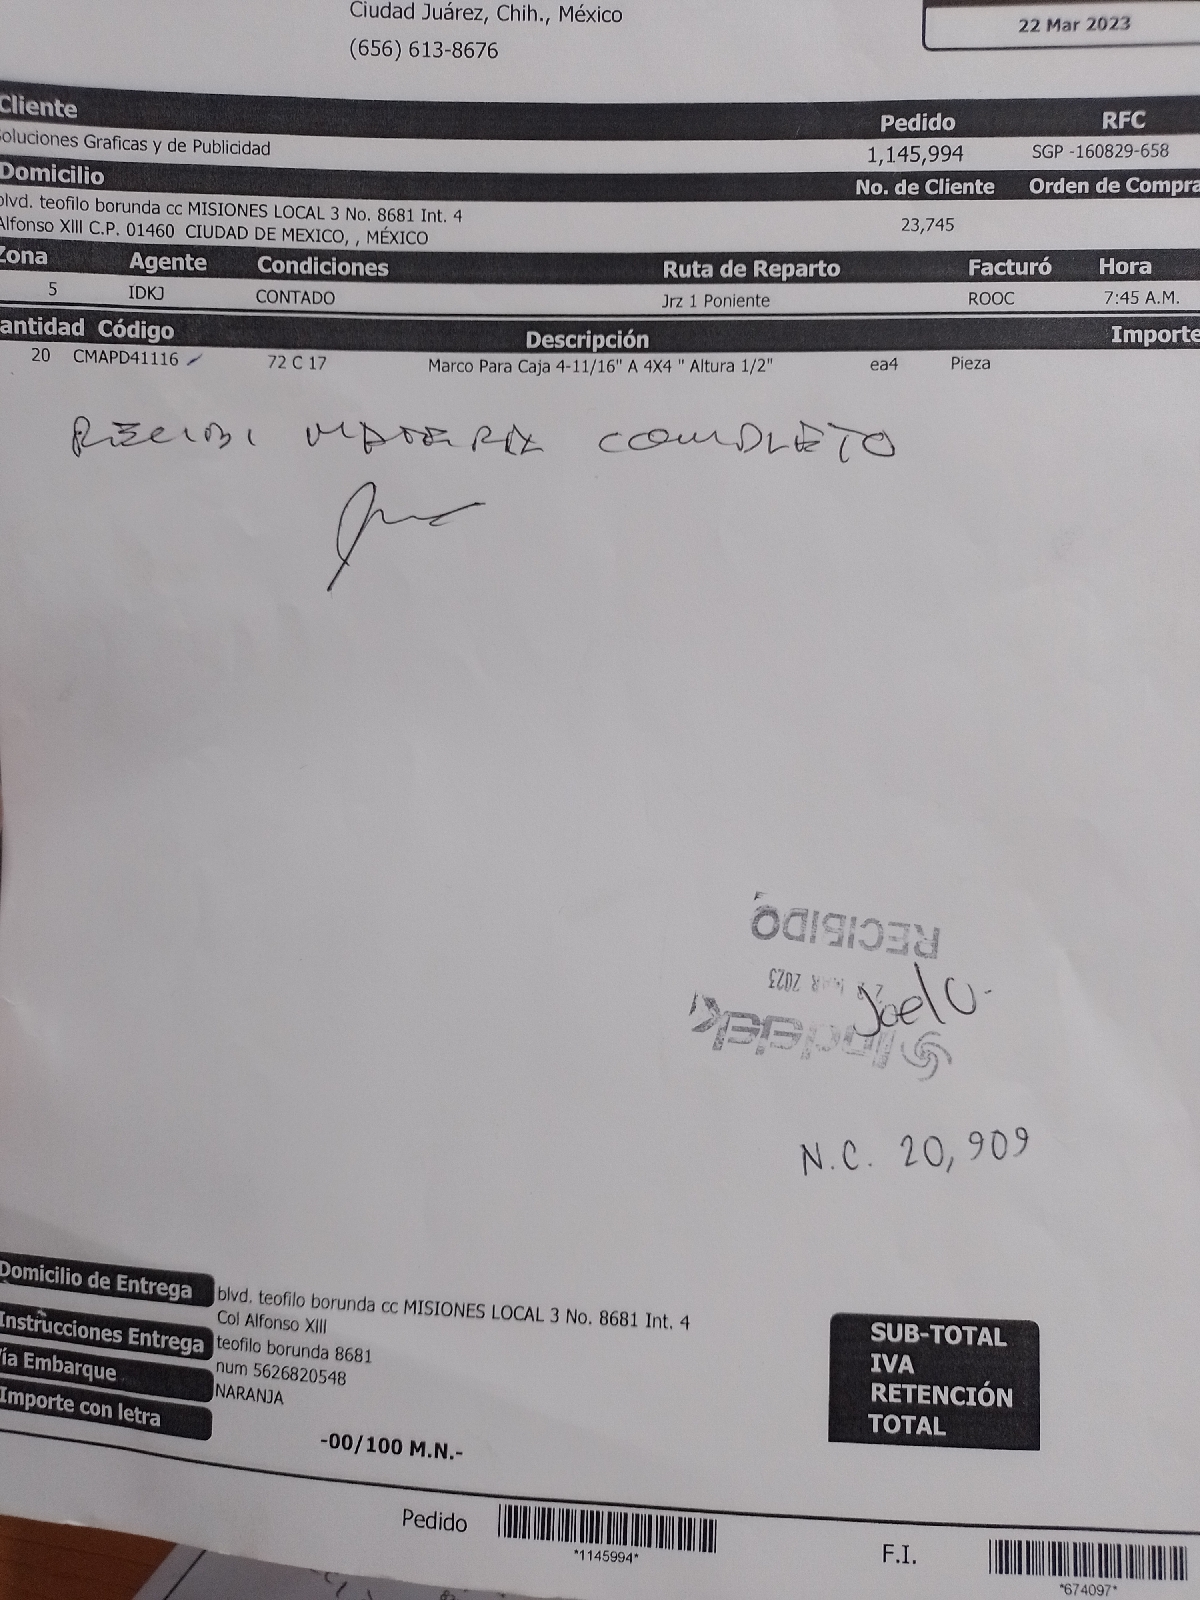 Ciudad Juárez, Chih., México
22 Mar 2023
(656) 613-8676
Cliente Pedido RFC
oluciones Graficas y de Publicidad 1,145,994 SGP -160829-658
Domicilio No. de Cliente Orden de Compra
blvd. teofilo borunda cc MISIONES LOCAL 3 No. 8681 Int. 4
Alfonso XIII C.P. 01460 CIUDAD DE MEXICO, , MÉXICO 23,745
Zona Agente Condiciones Ruta de Reparto Facturó Hora
5 IDKJ CONTADO Jrz 1 Poniente ROOC 7:45 A.M.
antidad Código Descripción Importe
20 CMAPD41116 72 C 17 Marco Para Caja 4-11/16" A 4X4 " Altura 1/2" ea4 Pieza
RECIBI MATERIAL COMPLETO
RECIBIDO
MAR 2023
Joel O.
N.C. 20,909
Domicilio de Entrega blvd. teofilo borunda cc MISIONES LOCAL 3 No. 8681 Int. 4
Col Alfonso XIII
Instrucciones Entrega teofilo borunda 8681
num 5626820548
ía Embarque NARANJA
Importe con letra
-00/100 M.N.-
SUB-TOTAL
IVA
RETENCIÓN
TOTAL
Pedido *1145994*
F.I. *674097*